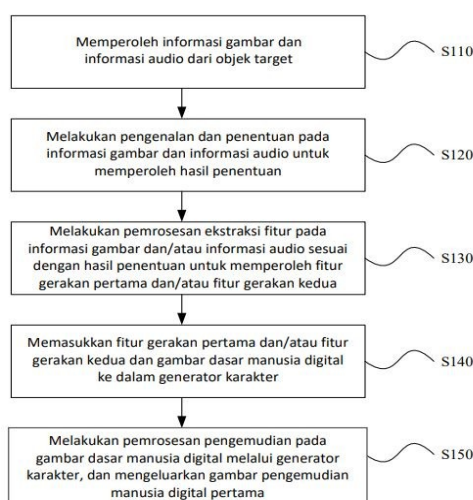 Memperoleh informasi gambar dan
informasi audio dari objek target
S110
Melakukan pengenalan dan penentuan pada
informasi gambar dan informasi audio untuk
memperoleh hasil penentuan
S120
Melakukan pemrosesan ekstraksi fitur pada
informasi gambar dan/atau informasi audio sesuai
dengan hasil penentuan untuk memperoleh fitur
gerakan pertama dan/atau fitur gerakan kedua
S130
Memasukkan fitur gerakan pertama dan/atau fitur
gerakan kedua dan gambar dasar manusia digital
ke dalam generator karakter
S140
Melakukan pemrosesan pengemudian pada
gambar dasar manusia digital melalui generator
karakter, dan mengeluarkan gambar pengemudian
manusia digital pertama
S150